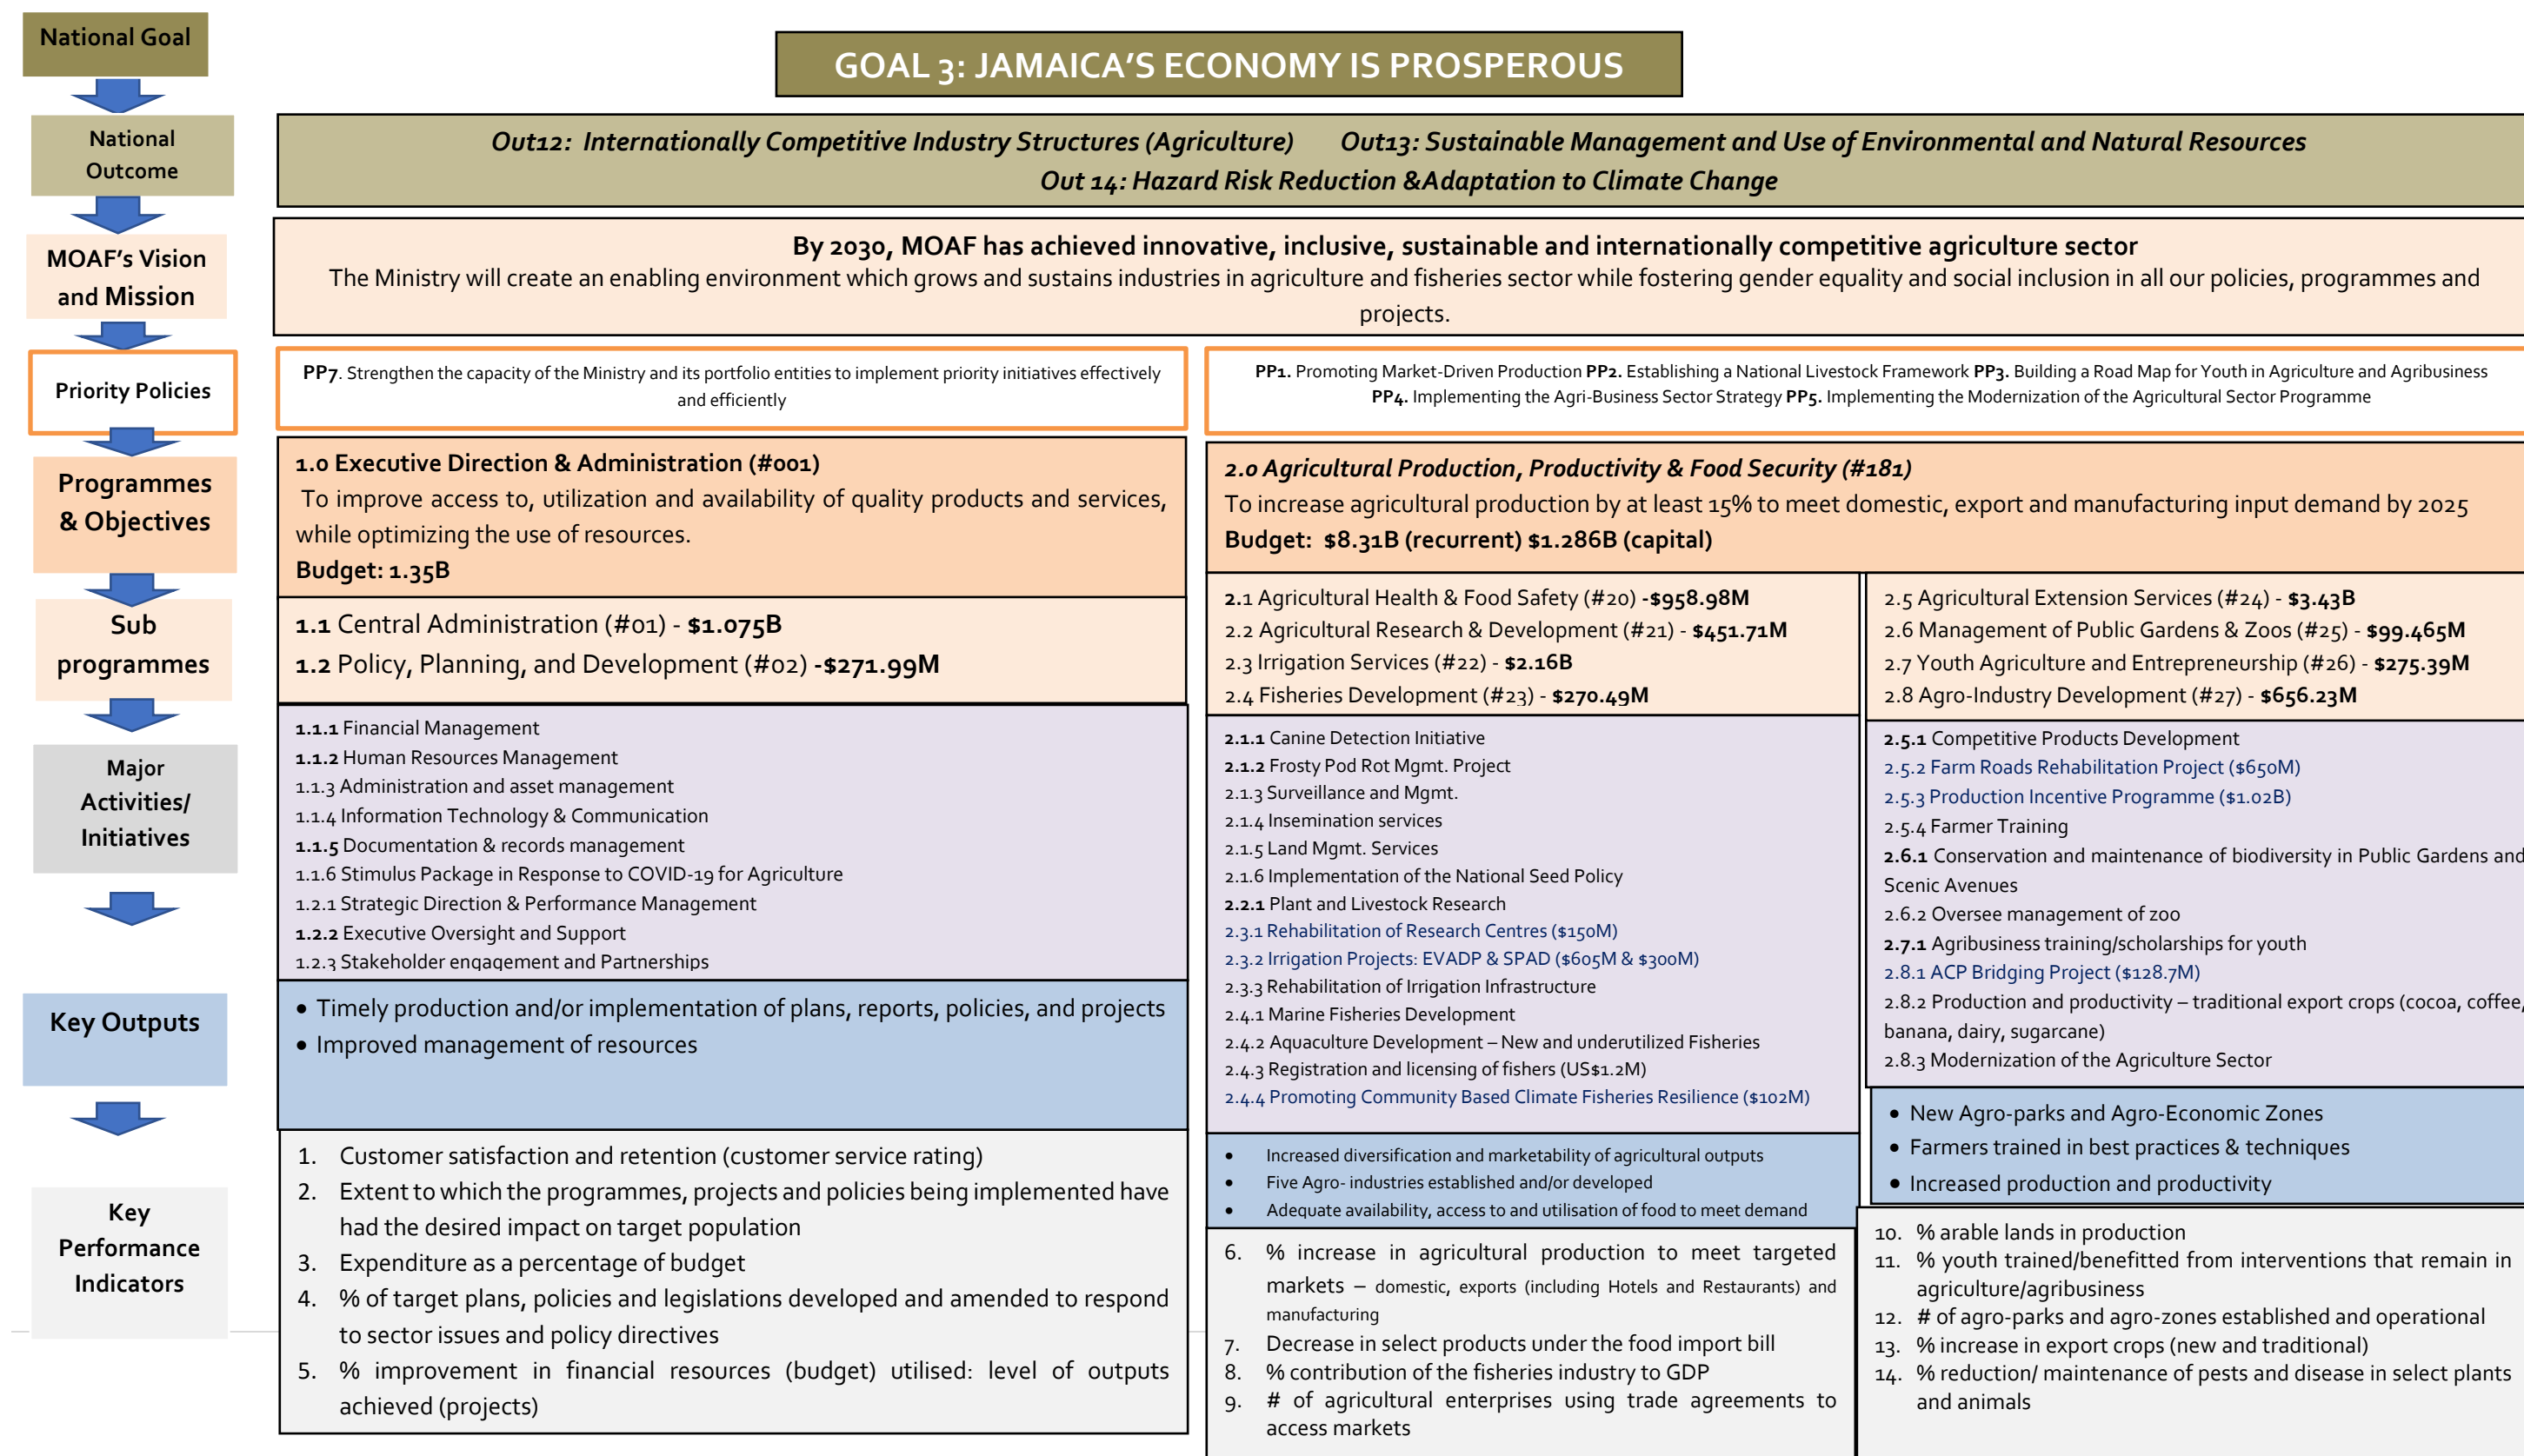 National Goal
GOAL 3: JAMAICA'S ECONOMY IS PROSPEROUS
National
Outcome
Out12: Internationally Competitive Industry Structures (Agriculture) Out13: Sustainable Management and Use of Environmental and Natural Resources
Out 14: Hazard Risk Reduction &Adaptation to Climate Change
MOAF's Vision
and Mission
By 2030, MOAF has achieved innovative, inclusive, sustainable and internationally competitive agriculture sector
The Ministry will create an enabling environment which grows and sustains industries in agriculture and fisheries sector while fostering gender equality and social inclusion in all our policies, programmes and
projects.
Priority Policies
PP7. Strengthen the capacity of the Ministry and its portfolio entities to implement priority initiatives effectively
and efficiently
PP1. Promoting Market-Driven Production PP2. Establishing a National Livestock Framework PP3. Building a Road Map for Youth in Agriculture and Agribusiness
PP4. Implementing the Agri-Business Sector Strategy PP5. Implementing the Modernization of the Agricultural Sector Programme
Programmes
& Objectives
1.0 Executive Direction & Administration (#001)
To improve access to, utilization and availability of quality products and services,
while optimizing the use of resources.
Budget: 1.35B
2.0 Agricultural Production, Productivity & Food Security (#181)
To increase agricultural production by at least 15% to meet domestic, export and manufacturing input demand by 2025
Budget: $8.31B (recurrent) $1.286B (capital)
Sub
programmes
1.1 Central Administration (#01) - $1.075B
1.2 Policy, Planning, and Development (#02) -$271.99M
2.1 Agricultural Health & Food Safety (#20) -$958.98M
2.2 Agricultural Research & Development (#21) - $451.71M
2.3 Irrigation Services (#22) - $2.16B
2.4 Fisheries Development (#23) - $270.49M
2.5 Agricultural Extension Services (#24) - $3.43B
2.6 Management of Public Gardens & Zoos (#25) - $99.465M
2.7 Youth Agriculture and Entrepreneurship (#26) - $275.39M
2.8 Agro-Industry Development (#27) - $656.23M
Major
Activities/
Initiatives
1.1.1 Financial Management
1.1.2 Human Resources Management
1.1.3 Administration and asset management
1.1.4 Information Technology & Communication
1.1.5 Documentation & records management
1.1.6 Stimulus Package in Response to COVID-19 for Agriculture
1.2.1 Strategic Direction & Performance Management
1.2.2 Executive Oversight and Support
1.2.3 Stakeholder engagement and Partnerships
2.1.1 Canine Detection Initiative
2.1.2 Frosty Pod Rot Mgmt. Project
2.1.3 Surveillance and Mgmt.
2.1.4 Insemination services
2.1.5 Land Mgmt. Services
2.1.6 Implementation of the National Seed Policy
2.2.1 Plant and Livestock Research
2.3.1 Rehabilitation of Research Centres ($150M)
2.3.2 Irrigation Projects: EVADP & SPAD ($605M & $300M)
2.3.3 Rehabilitation of Irrigation Infrastructure
2.4.1 Marine Fisheries Development
2.4.2 Aquaculture Development – New and underutilized Fisheries
2.4.3 Registration and licensing of fishers (US$1.2M)
2.4.4 Promoting Community Based Climate Fisheries Resilience ($102M)
2.5.1 Competitive Products Development
2.5.2 Farm Roads Rehabilitation Project ($650M)
2.5.3 Production Incentive Programme ($1.02B)
2.5.4 Farmer Training
2.6.1 Conservation and maintenance of biodiversity in Public Gardens and
Scenic Avenues
2.6.2 Oversee management of zoo
2.7.1 Agribusiness training/scholarships for youth
2.8.1 ACP Bridging Project ($128.7M)
2.8.2 Production and productivity – traditional export crops (cocoa, coffee,
banana, dairy, sugarcane)
2.8.3 Modernization of the Agriculture Sector
Key Outputs
• Timely production and/or implementation of plans, reports, policies, and projects
• Improved management of resources
• Increased diversification and marketability of agricultural outputs
• Five Agro- industries established and/or developed
• Adequate availability, access to and utilisation of food to meet demand
• New Agro-parks and Agro-Economic Zones
• Farmers trained in best practices & techniques
• Increased production and productivity
Key
Performance
Indicators
1. Customer satisfaction and retention (customer service rating)
2. Extent to which the programmes, projects and policies being implemented have
had the desired impact on target population
3. Expenditure as a percentage of budget
4. % of target plans, policies and legislations developed and amended to respond
to sector issues and policy directives
5. % improvement in financial resources (budget) utilised: level of outputs
achieved (projects)
6. % increase in agricultural production to meet targeted
markets – domestic, exports (including Hotels and Restaurants) and
manufacturing
7. Decrease in select products under the food import bill
8. % contribution of the fisheries industry to GDP
9. # of agricultural enterprises using trade agreements to
access markets
10. % arable lands in production
11. % youth trained/benefitted from interventions that remain in
agriculture/agribusiness
12. # of agro-parks and agro-zones established and operational
13. % increase in export crops (new and traditional)
14. % reduction/ maintenance of pests and disease in select plants
and animals